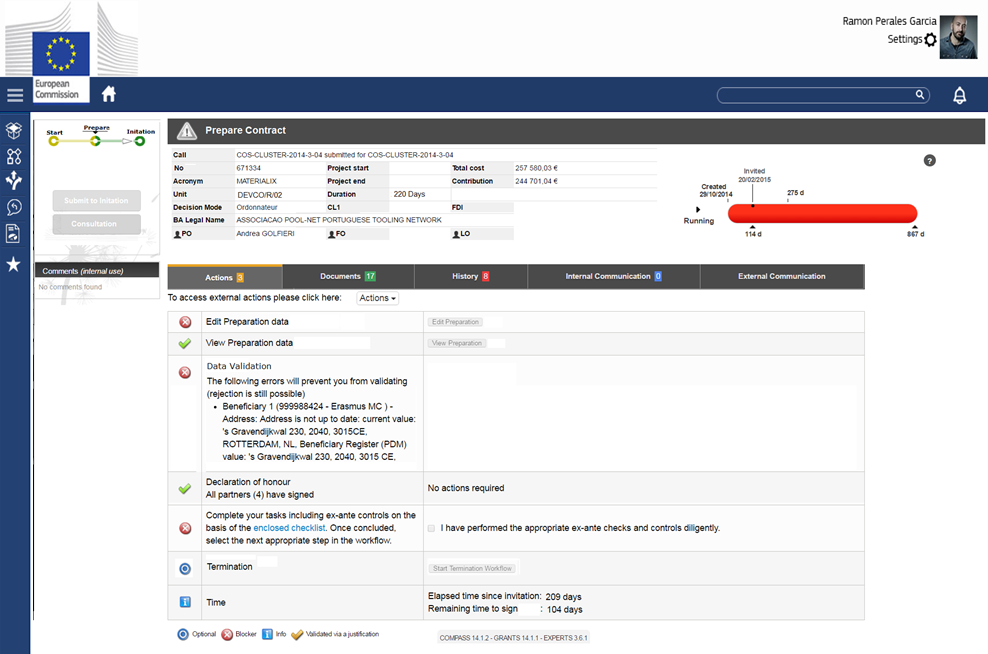 Ramon Perales Garcia
Settings
European
Commission
Start
Prepare
Initation
Submit to Initation
Consultation
Comments (internal use)
No comments found
Prepare Contract
Call COS-CLUSTER-2014-3-04 submitted for COS-CLUSTER-2014-3-04
No 671334 Project start Total cost 257 580,03 €
Acronym MATERIALIX Project end Contribution 244 701,04 €
Unit DEVCO/R/02 Duration 220 Days
Decision Mode Ordonnateur CL1 FDI
BA Legal Name ASSOCIACAO POOL-NET PORTUGUESE TOOLING NETWORK
PO Andrea GOLFIERI FO LO
?
Invited
20/02/2015
Created
29/10/2014
275 d
Running
114 d
867 d
Actions 3
Documents 17
History 8
Internal Communication 0
External Communication
To access external actions please click here: Actions
Edit Preparation data Edit Preparation
View Preparation data View Preparation
Data Validation
The following errors will prevent you from validating
(rejection is still possible)
• Beneficiary 1 (999988424 - Erasmus MC ) -
Address: Address is not up to date: current value:
's Gravendijkwal 230, 2040, 3015CE,
ROTTERDAM, NL, Beneficiary Register (PDM)
value: 's Gravendijkwal 230, 2040, 3015 CE,
Declaration of honour
All partners (4) have signed
No actions required
Complete your tasks including ex-ante controls on the
basis of the enclosed checklist. Once concluded,
select the next appropriate step in the workflow.
I have performed the appropriate ex-ante checks and controls diligently.
Termination Start Termination Workflow
Time
Elapsed time since invitation: 209 days
Remaining time to sign : 104 days
Optional Blocker Info Validated via a justification
COMPASS 14.1.2 - GRANTS 14.1.1 - EXPERTS 3.6.1